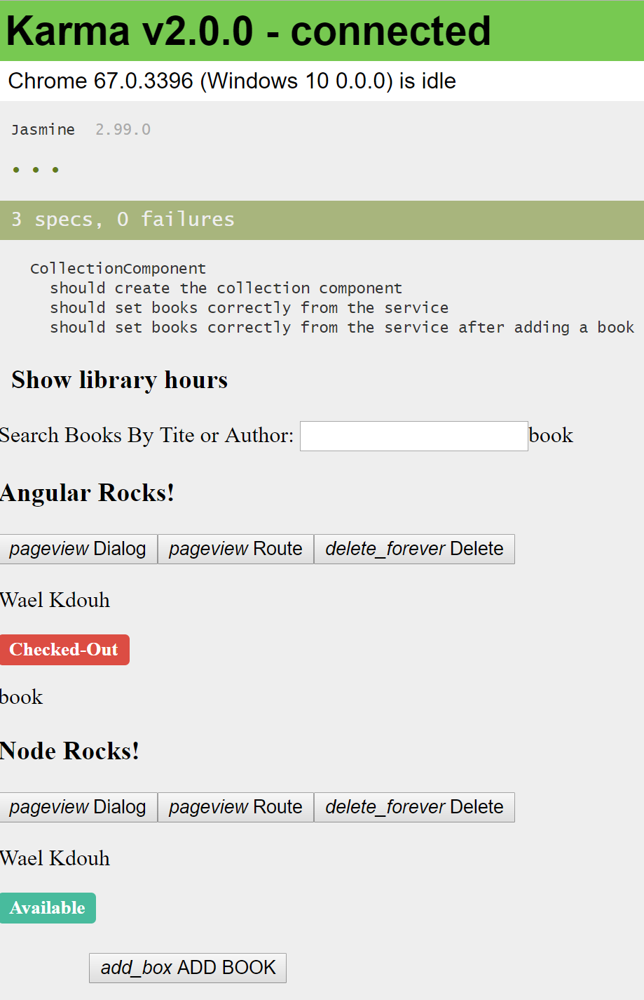 Karma v2.0.0 - connected
Chrome 67.0.3396 (Windows 10 0.0.0) is idle
Jasmine 2.99.0
• • •
3 specs, 0 failures
CollectionComponent
should create the collection component
should set books correctly from the service
should set books correctly from the service after adding a book
Show library hours
Search Books By Tite or Author: book
Angular Rocks!
pageview Dialog pageview Route delete_forever Delete
Wael Kdouh
Checked-Out
book
Node Rocks!
pageview Dialog pageview Route delete_forever Delete
Wael Kdouh
Available
add_box ADD BOOK